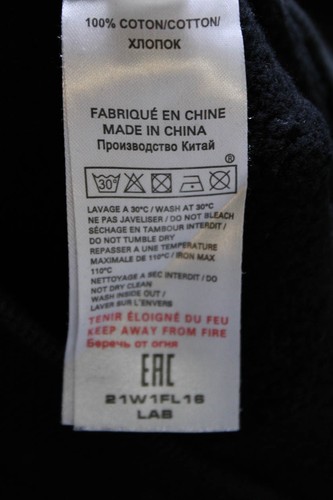 100% COTON/COTTON/
ХЛОПОК
FABRIQUÉ EN CHINE
MADE IN CHINA
Производство Китай
®
30°
LAVAGE A 30°C / WASH AT 30°C
NE PAS JAVELISER / DO NOT BLEACH
SÉCHAGE EN TAMBOUR INTERDIT /
DO NOT TUMBLE DRY
REPASSER A UNE TEMPERATURE
MAXIMALE DE 110°C / IRON MAX
110°C
NETTOYAGE A SEC INTERDIT / DO
NOT DRY CLEAN
WASH INSIDE OUT /
LAVER SUR L'ENVERS
TENIR ÉLOIGNÉ DU FEU
KEEP AWAY FROM FIRE
Беречь от огня
EAC
21W1FL16
LAB